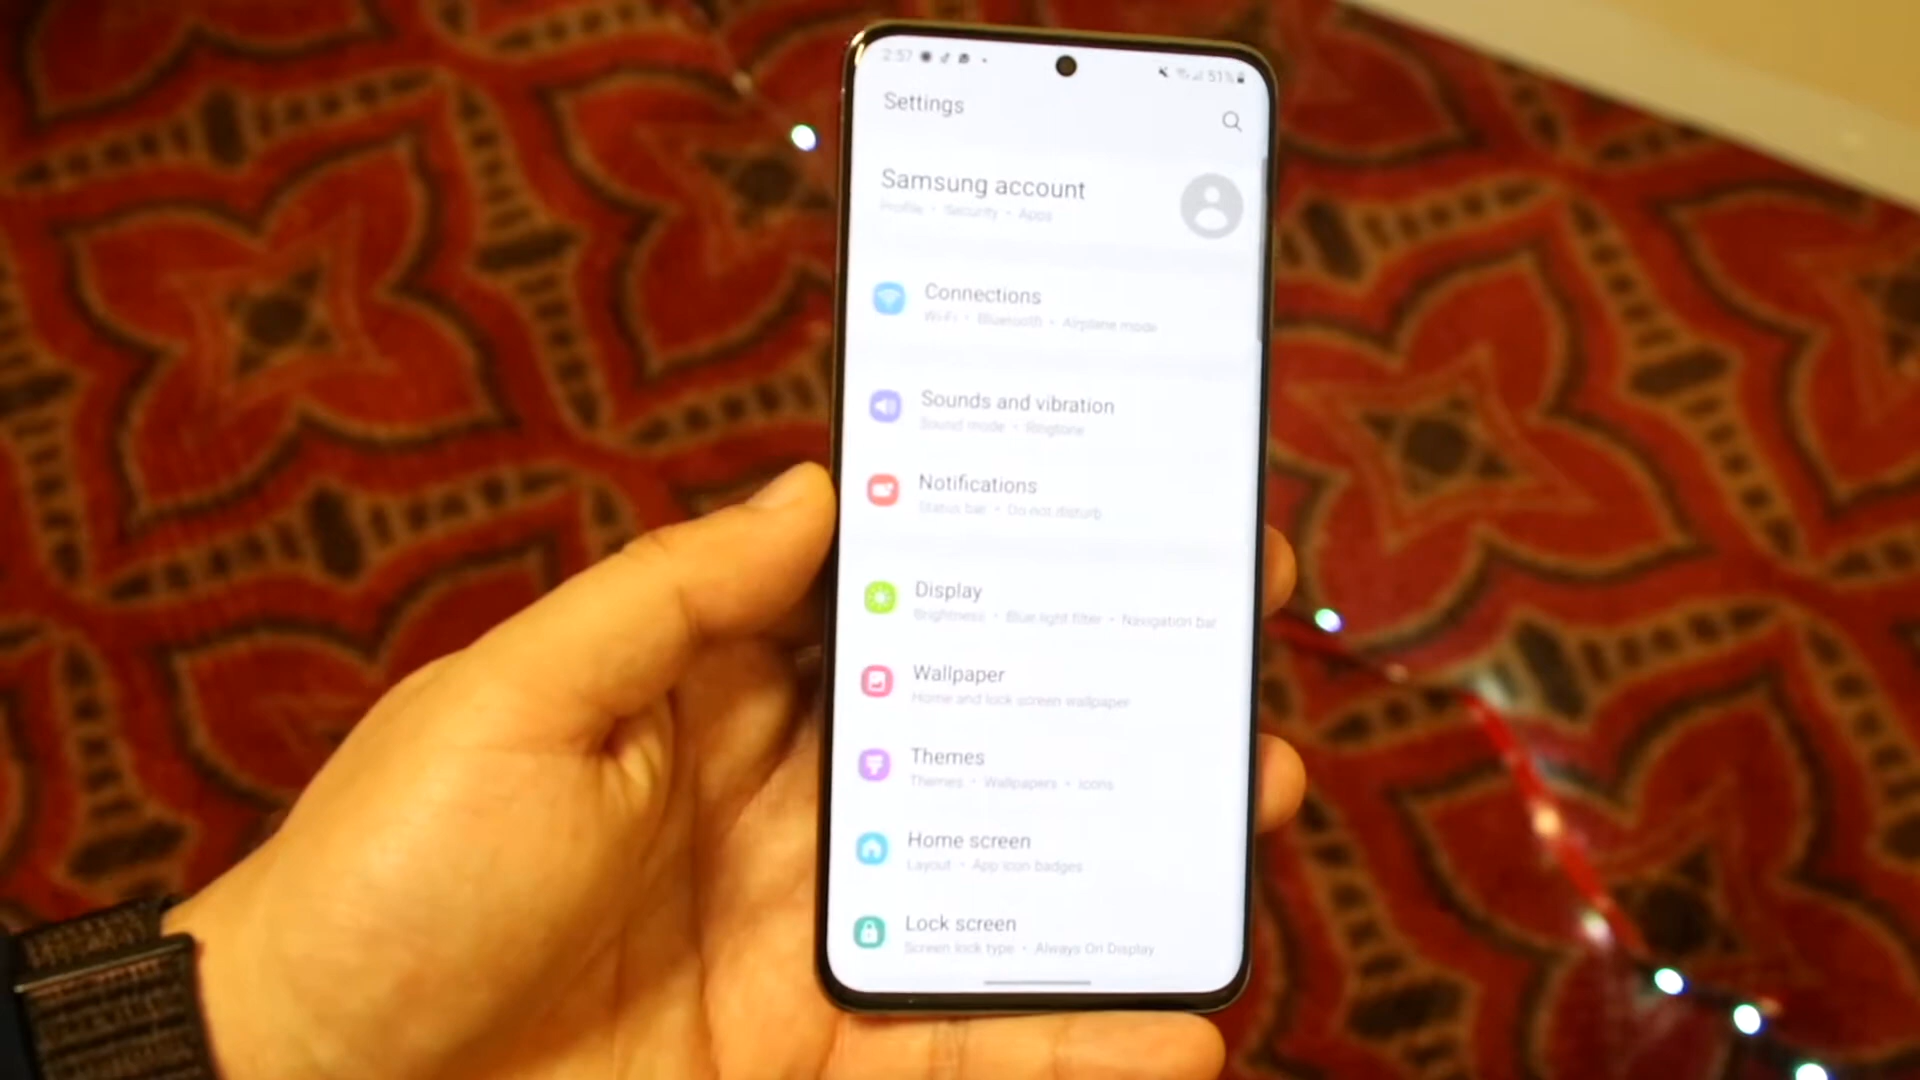 2:57
51%
Settings
Samsung account
Profile • Security • Apps
Connections
Wi-Fi • Bluetooth • Airplane mode
Sounds and vibration
Sound mode • Ringtone
Notifications
Status bar • Do not disturb
Display
Brightness • Blue light filter • Navigation bar
Wallpaper
Home and lock screen wallpaper
Themes
Themes • Wallpapers • Icons
Home screen
Layout • App icon badges
Lock screen
Screen lock type • Always On Display